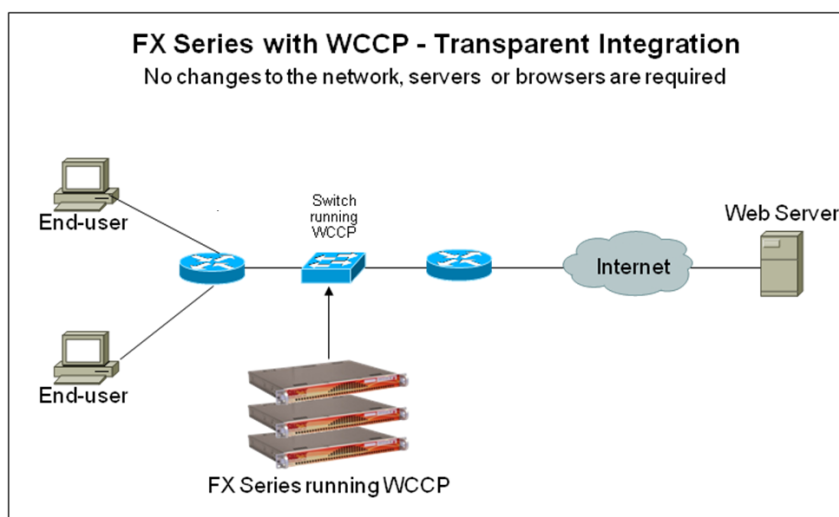 FX Series with WCCP - Transparent Integration
No changes to the network, servers or browsers are required
End-user
Switch
running
WCCP
Web Server
Internet
End-user
FX Series running WCCP